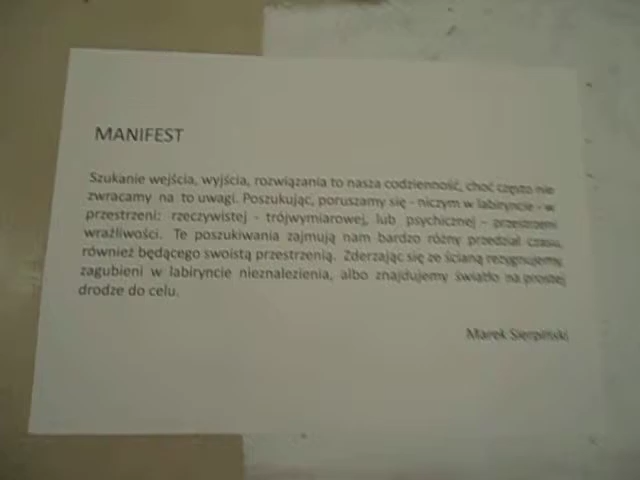 MANIFEST
Szukanie wejścia, wyjścia, rozwiązania to nasza codzienność, choć często nie
zwracamy na to uwagi. Poszukując, poruszamy się - niczym w labiryncie - w
przestrzeni: rzeczywistej - trójwymiarowej, lub psychicznej - przestrzeni
wrażliwości. Te poszukiwania zajmują nam bardzo różny przedział czasu,
również będącego swoistą przestrzenią. Zderzając się ze ścianą rezygnujemy
zagubieni w labiryncie nieznalezienia, albo znajdujemy światło na prostej
drodze do celu.
Marek Sierpiński